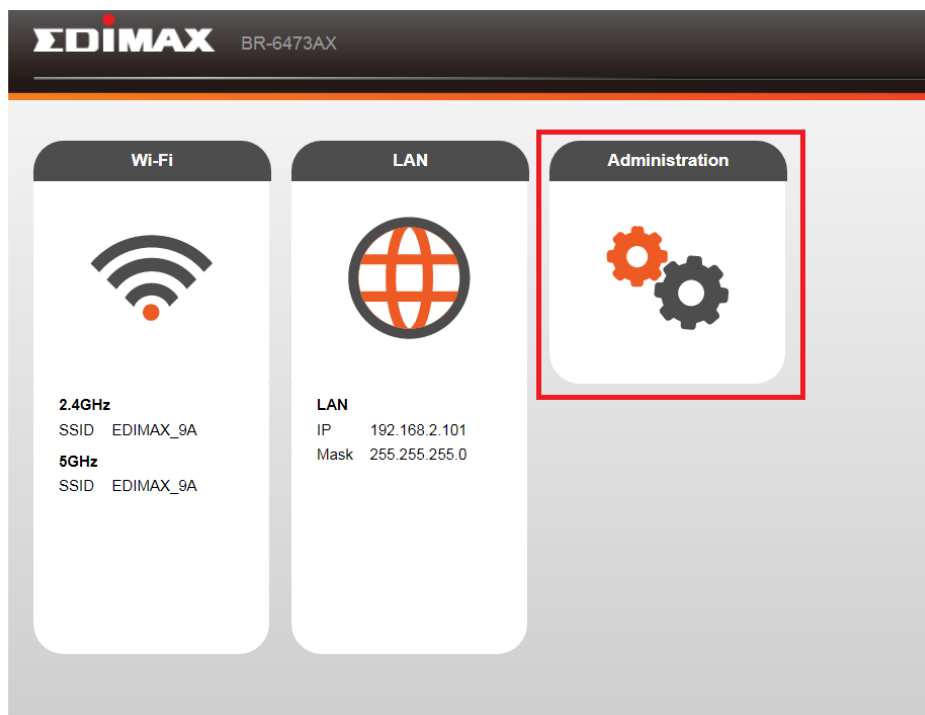 EDIMAX BR-6473AX
Wi-Fi
2.4GHz
SSID EDIMAX_9A
5GHz
SSID EDIMAX_9A
LAN
LAN
IP 192.168.2.101
Mask 255.255.255.0
Administration